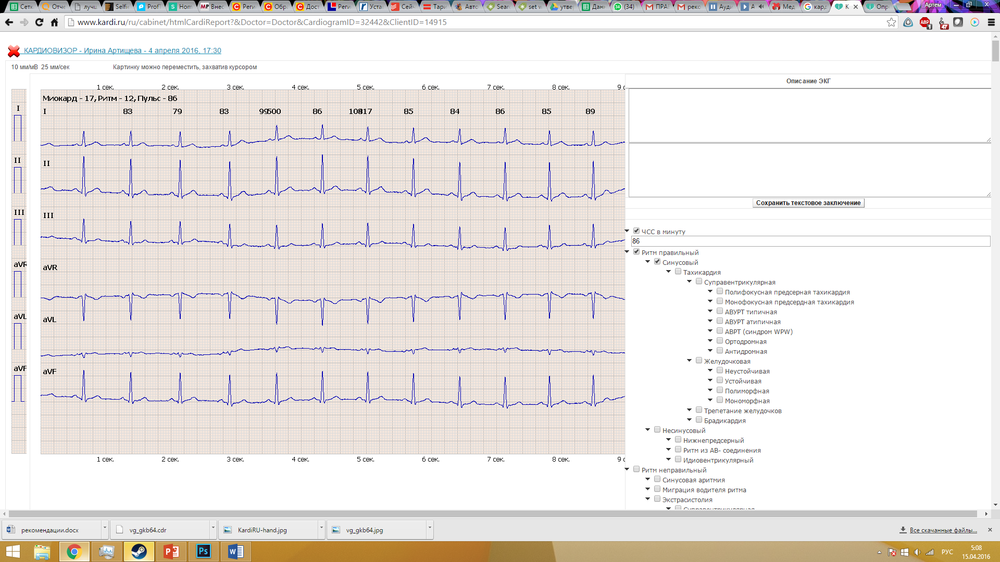 Сетк
Отче
лучш
Selfie
ProfT
Hom
Внес
Реги
Обра
Дост
Реги
Уста
Сейч
Тари
Авто
Sear
set w
утве
Данн
(34)
ПРА
реко
Ауди
А
Мед
кард
К
Опр
Артем
www.kardi.ru/ru/cabinet/htmlCardiReport?&Doctor=Doctor&CardiogramID=32442&ClientID=14915
КАРДИОВИЗОР - Ирина Артищева - 4 апреля 2016, 17:30
10 мм/мВ 25 мм/сек
Картинку можно переместить, захватив курсором
1 сек. 2 сек. 3 сек. 4 сек. 5 сек. 6 сек. 7 сек. 8 сек. 9 с
Миокард - 17, Ритм - 12, Пульс - 86
I 83 79 83 99 500 86 85 84 86 85 89
II
III
aVR
aVL
aVF
I
II
III
aVR
aVL
aVF
1 сек. 2 сек. 3 сек. 4 сек. 5 сек. 6 сек. 7 сек. 8 сек. 9 с
Описание ЭКГ
Сохранить текстовое заключение
ЧСС в минуту
86
Ритм правильный
Синусовый
Тахикардия
Суправентрикулярная
Полифокусная предсерная тахикардия
Монофокусная предсердная тахикардия
АВУРТ типичная
АВУРТ атипичная
АВРТ (синдром WPW)
Ортодромная
Антидромная
Желудочковая
Неустойчивая
Устойчивая
Полиморфная
Мономорфная
Трепетание желудочков
Брадикардия
Несинусовый
Нижнепредсерный
Ритм из АВ- соединения
Идиовентрикулярный
Ритм неправильный
Синусовая аритмия
Миграция водителя ритма
Экстрасистолия
Суправентрикулярная
рекомендации.docx
vg_gkb64.cdr
KardiRU-hand.jpg
vg_gkb64.jpg
Все скачанные файлы...
РУС
5:08
15.04.2016